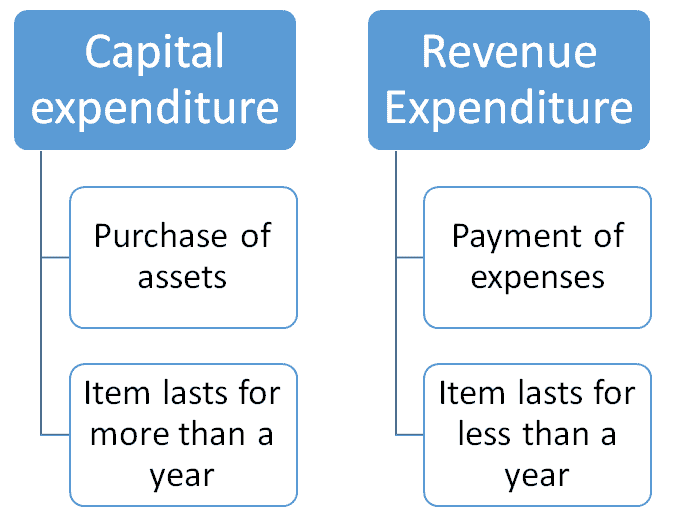 Capital
expenditure
Purchase of
assets
Item lasts for
more than a
year
Revenue
Expenditure
Payment of
expenses
Item lasts for
less than a
year